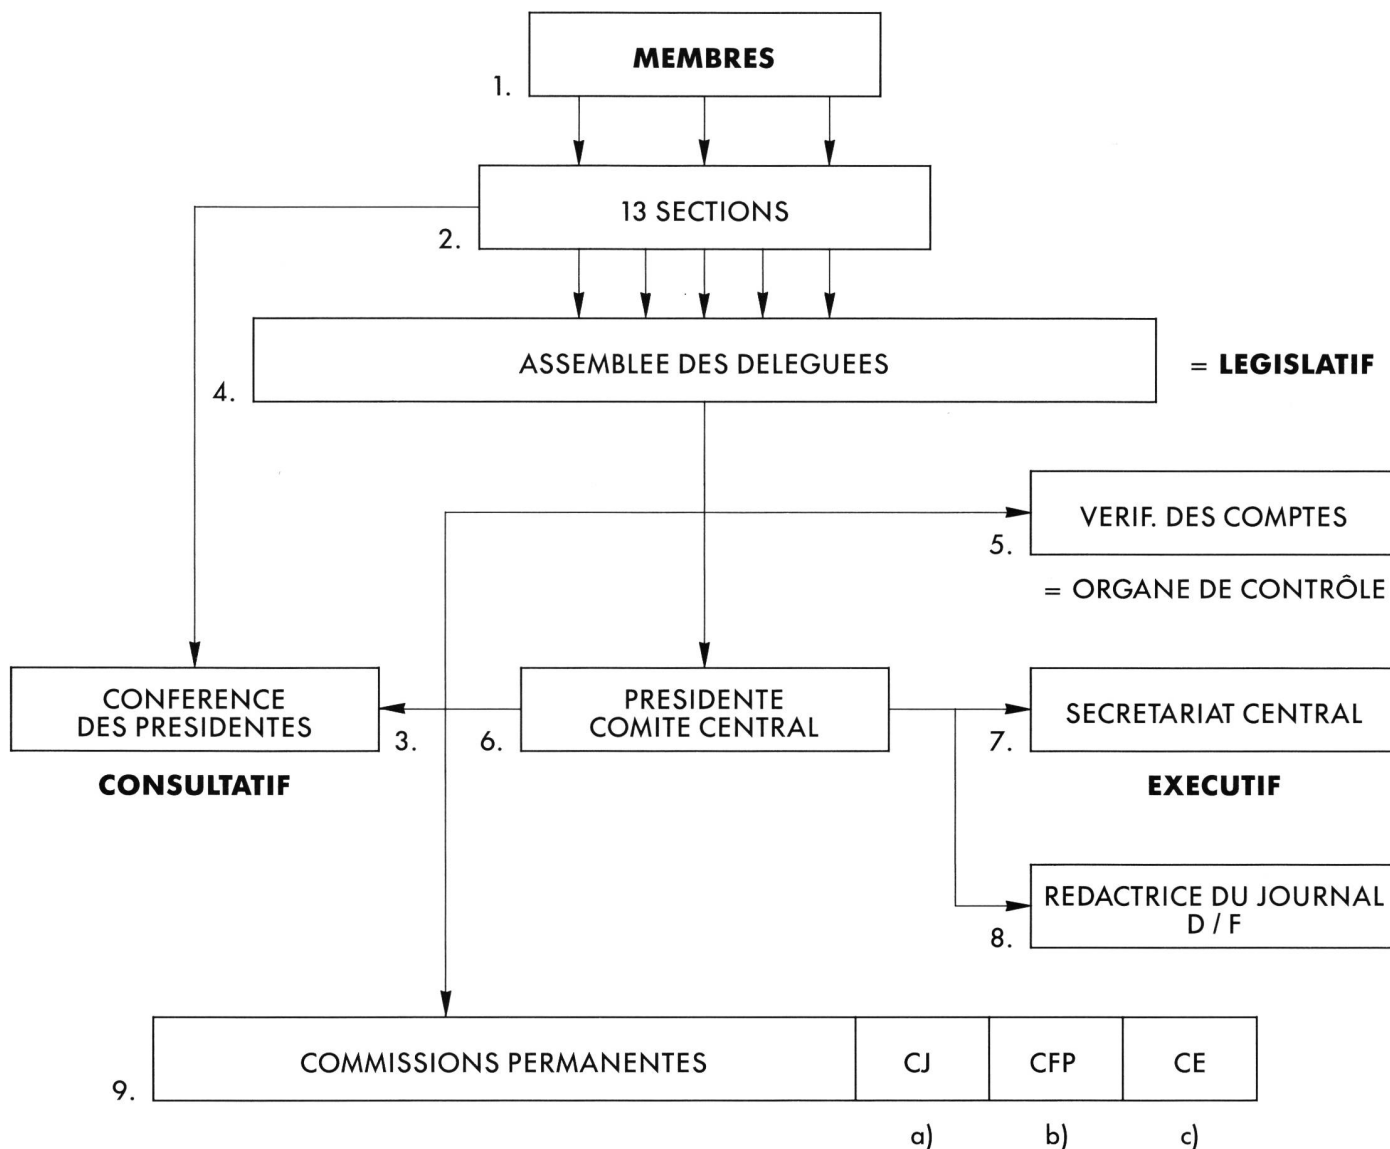 MEMBRES
1.
13 SECTIONS
2.
ASSEMBLEE DES DELEGUEES
= LEGISLATIF
4.
VERIF. DES COMPTES
5.
= ORGANE DE CONTRÔLE
CONFERENCE
DES PRESIDENTES
3.
CONSULTATIF
6.
PRESIDENTE
COMITE CENTRAL
SECRETARIAT CENTRAL
7.
EXECUTIF
REDACTRICE DU JOURNAL
D / F
8.
COMMISSIONS PERMANENTES
CJ
CFP
CE
9.
a)
b)
c)